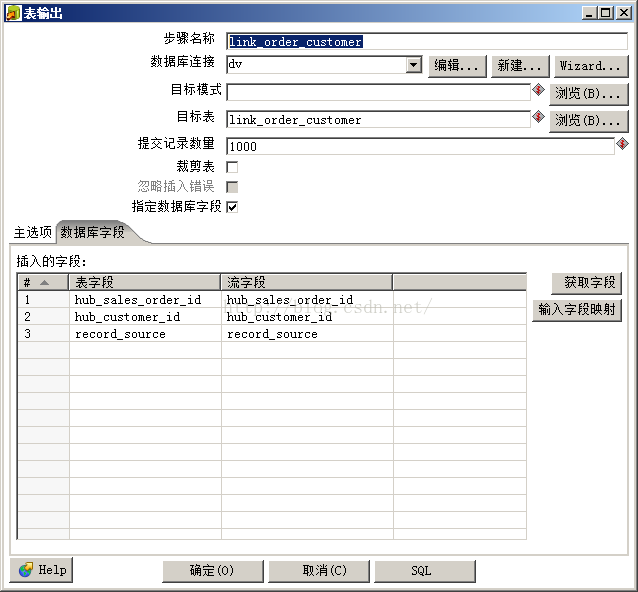 表输出
步骤名称 link_order_customer
数据库连接 dv 编辑... 新建... Wizard...
目标模式 浏览(B)...
目标表 link_order_customer 浏览(B)...
提交记录数量 1000
裁剪表
忽略插入错误
指定数据库字段
主选项 数据库字段
插入的字段:
# 表字段 流字段 获取字段
1 hub_sales_order_id hub_sales_order_id
2 hub_customer_id hub_customer_id 输入字段映射
3 record_source record_source
http://blog.csdn.net/
Help 确定(O) 取消(C) SQL